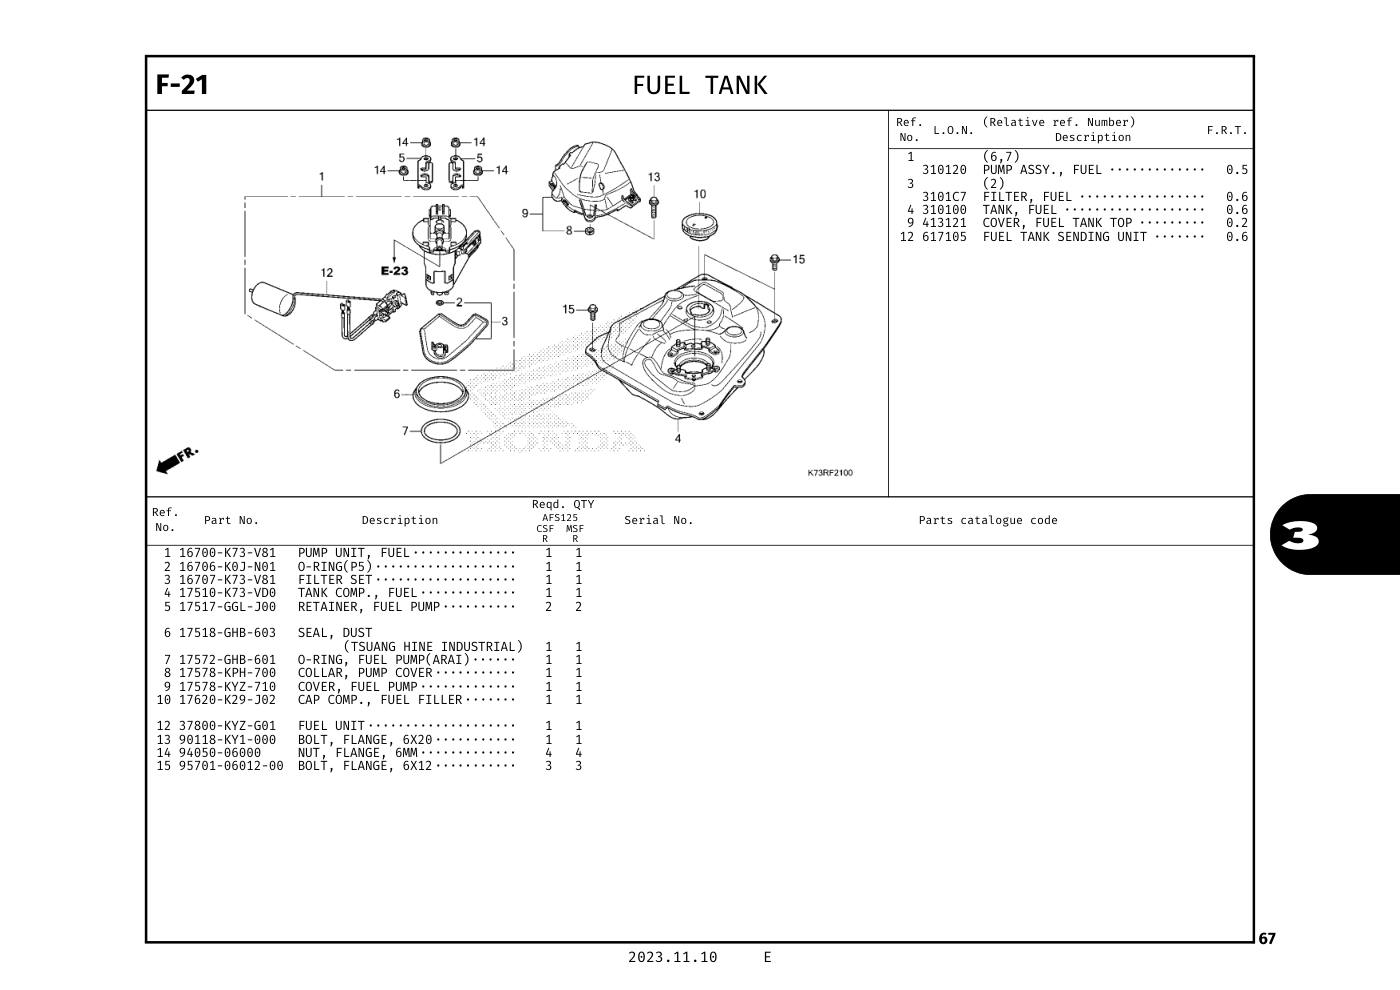 F-21
FUEL TANK
14 14
5 5
14 14
1
13
10
9
8
E-23
12
2
3
15
15
6
7
4
HONDA
FR.
K73RF2100
Ref. No. L.O.N. (Relative ref. Number) Description F.R.T.
1 (6,7)
310120 PUMP ASSY., FUEL ············· 0.5
3 (2)
3101C7 FILTER, FUEL ················· 0.6
4 310100 TANK, FUEL ··················· 0.6
9 413121 COVER, FUEL TANK TOP ········· 0.2
12 617105 FUEL TANK SENDING UNIT ······· 0.6
Ref. No. Part No. Description Reqd. QTY Serial No. Parts catalogue code
AFS125
CSF MSF
R R
1 16700-K73-V81 PUMP UNIT, FUEL·············· 1 1
2 16706-K0J-N01 O-RING(P5)··················· 1 1
3 16707-K73-V81 FILTER SET··················· 1 1
4 17510-K73-VD0 TANK COMP., FUEL············· 1 1
5 17517-GGL-J00 RETAINER, FUEL PUMP·········· 2 2
6 17518-GHB-603 SEAL, DUST
(TSUANG HINE INDUSTRIAL) 1 1
7 17572-GHB-601 O-RING, FUEL PUMP(ARAI)······ 1 1
8 17578-KPH-700 COLLAR, PUMP COVER··········· 1 1
9 17578-KYZ-710 COVER, FUEL PUMP············· 1 1
10 17620-K29-J02 CAP COMP., FUEL FILLER······· 1 1
12 37800-KYZ-G01 FUEL UNIT···················· 1 1
13 90118-KY1-000 BOLT, FLANGE, 6X20··········· 1 1
14 94050-06000 NUT, FLANGE, 6MM············· 4 4
15 95701-06012-00 BOLT, FLANGE, 6X12··········· 3 3
3
67
2023.11.10 E